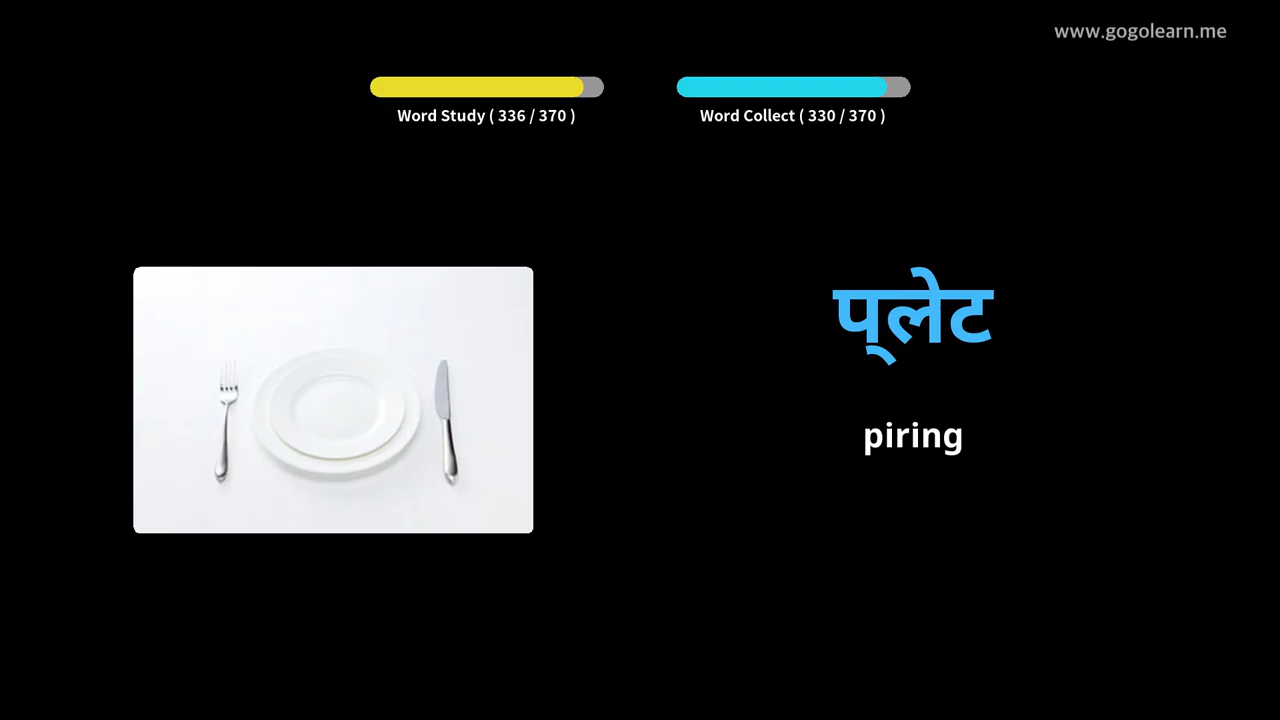 www.gogolearn.me
Word Study ( 336 / 370 )
Word Collect ( 330 / 370 )
प्लेट
piring